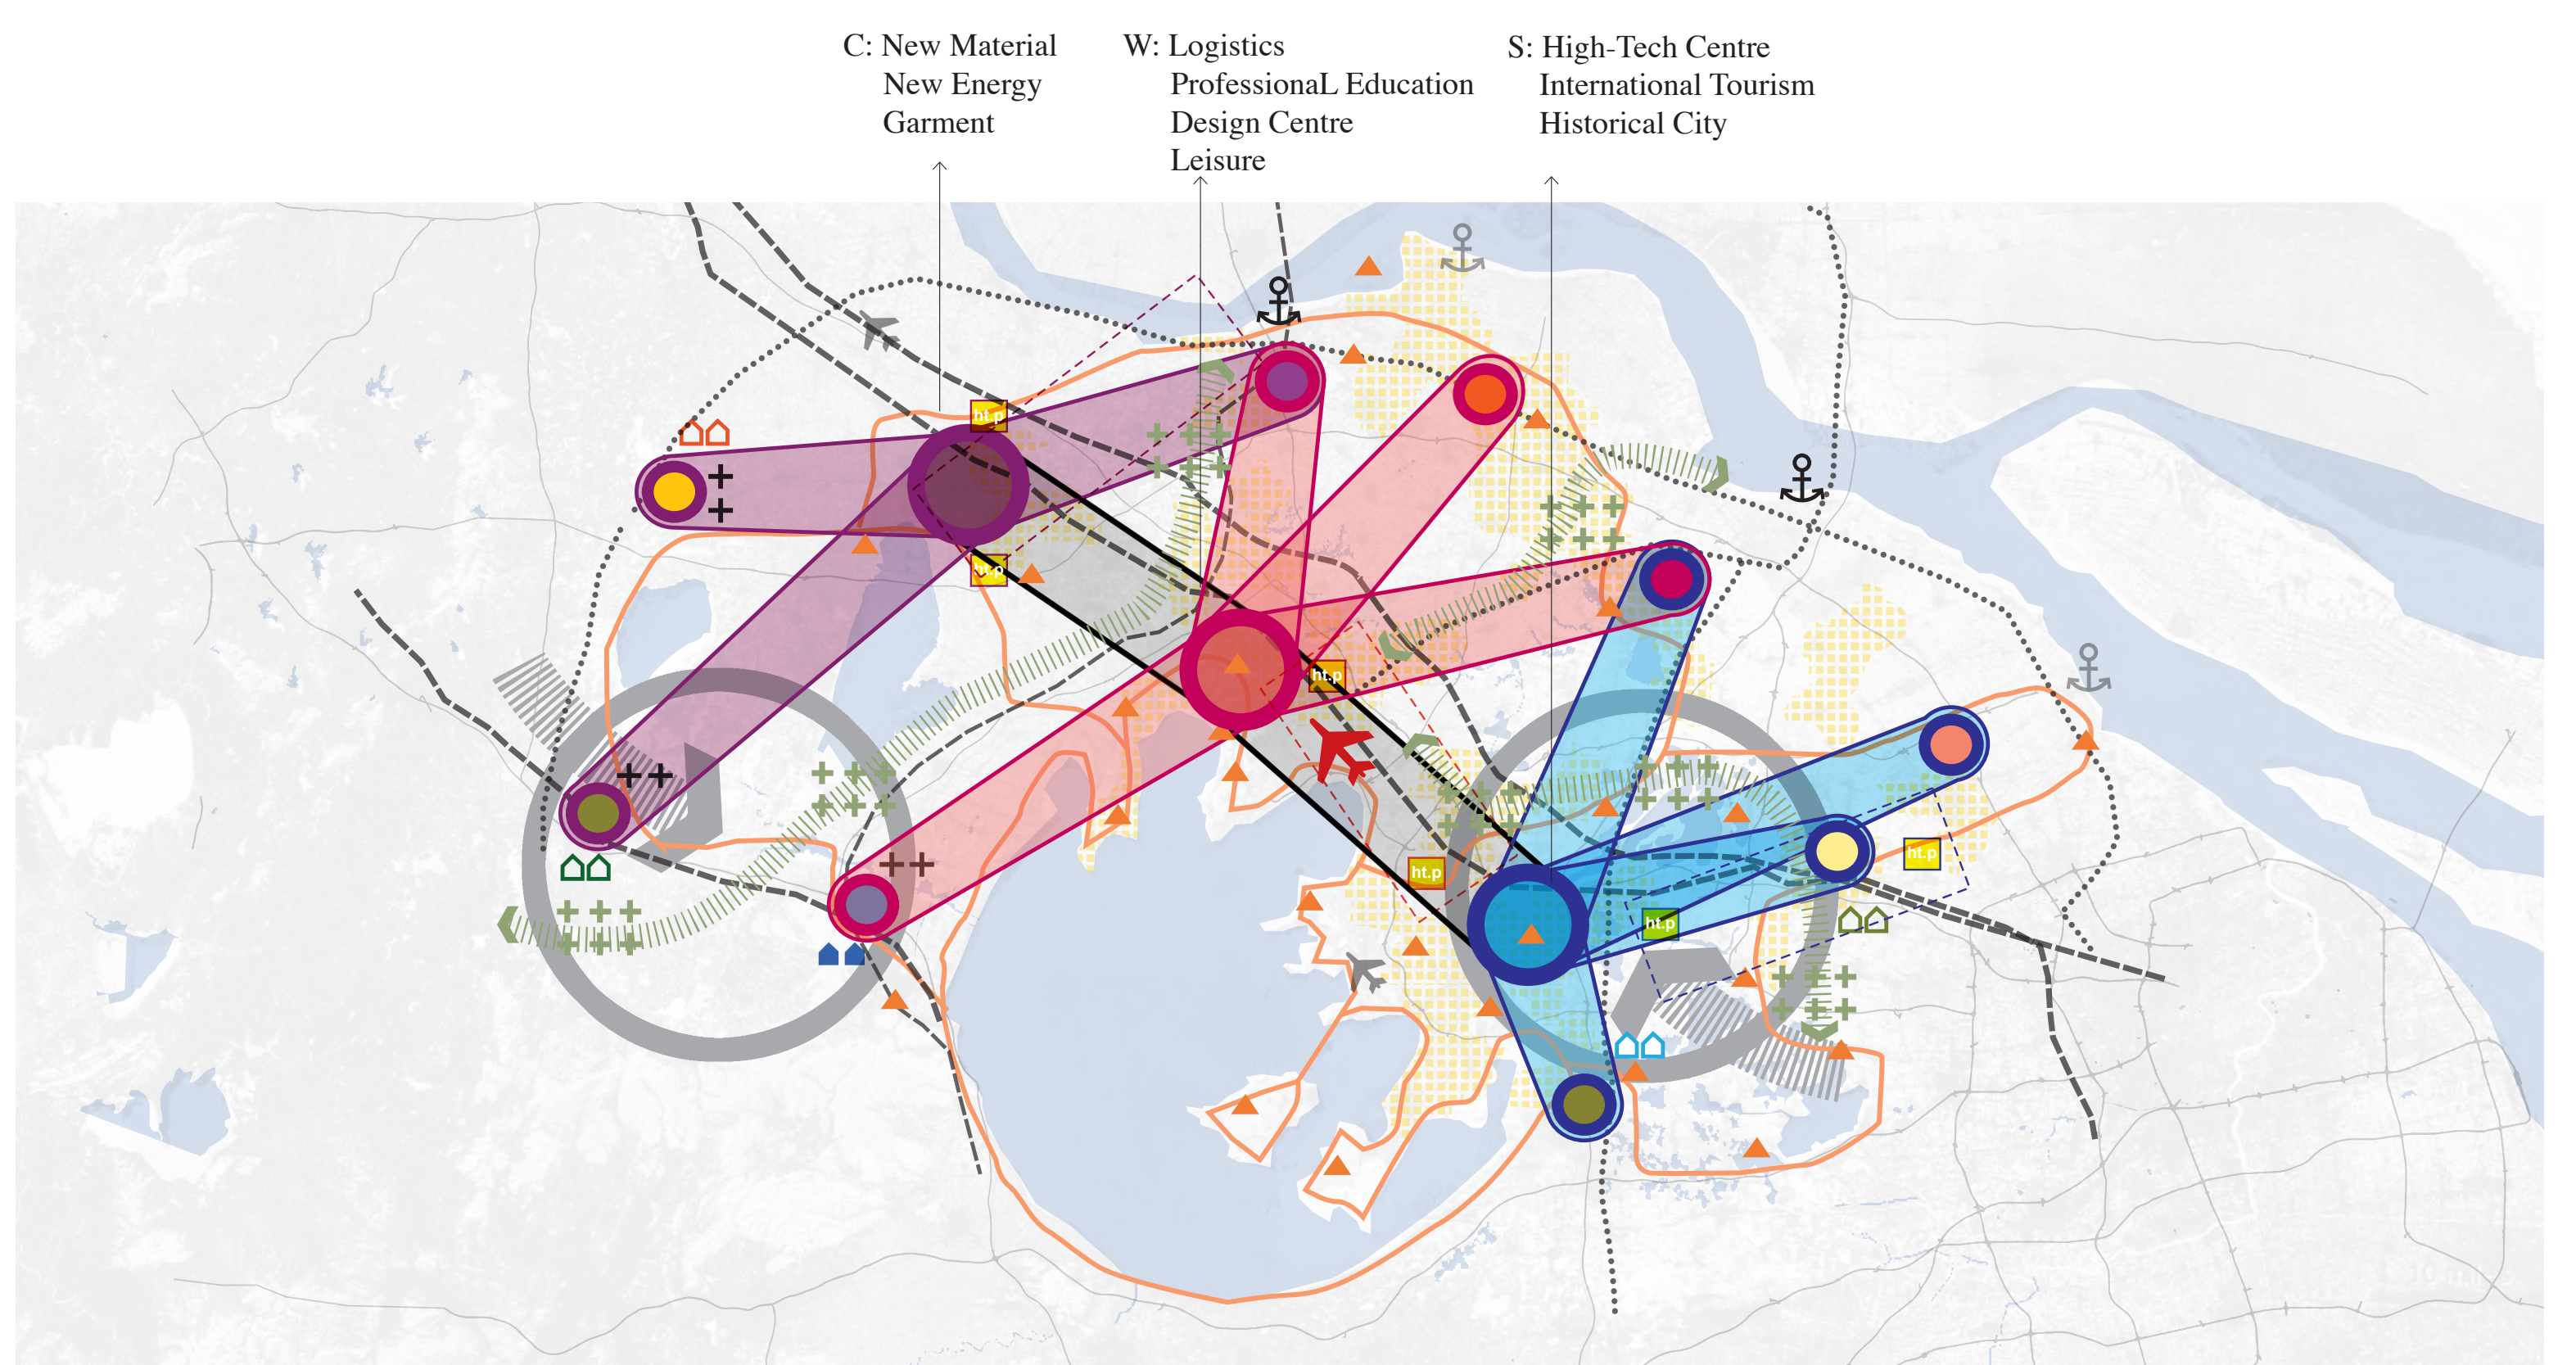 C: New Material
New Energy
Garment
W: Logistics
ProfessionaL Education
Design Centre
Leisure
S: High-Tech Centre
International Tourism
Historical City
ht.p
ht.p
ht.p
ht.p
ht.p
ht.p